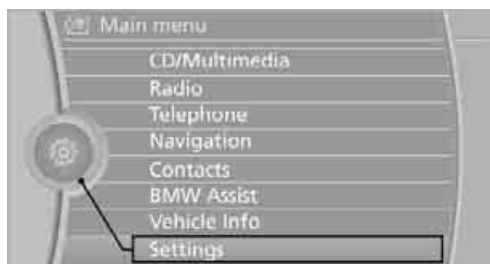 Main menu
CD/Multimedia
Radio
Telephone
Navigation
Contacts
BMW Assist
Vehicle Info
Settings